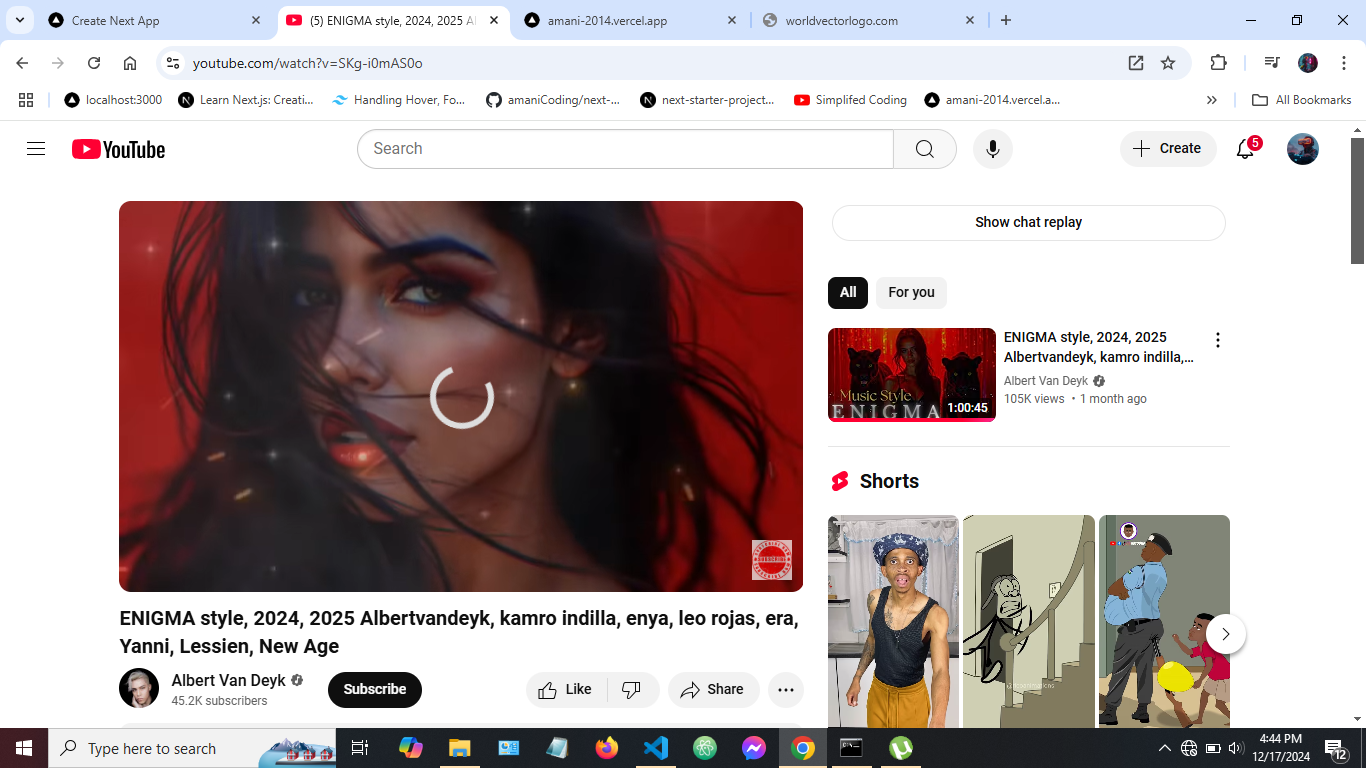 Create Next App
(5) ENIGMA style, 2024, 2025 Al
amani-2014.vercel.app
worldvectorlogo.com
youtube.com/watch?v=SKg-i0mAS0o
localhost:3000
Learn Next.js: Creati...
Handling Hover, Fo...
amaniCoding/next-...
next-starter-project...
Simplifed Coding
amani-2014.vercel.a...
All Bookmarks
YouTube
Search
Create
5
Show chat replay
All
For you
Music Style
ENIGMA
1:00:45
ENIGMA style, 2024, 2025
Albertvandeyk, kamro indilla,...
Albert Van Deyk
105K views • 1 month ago
Shorts
SUBSCRIBE
ENIGMA style, 2024, 2025 Albertvandeyk, kamro indilla, enya, leo rojas, era,
Yanni, Lessien, New Age
Albert Van Deyk
45.2K subscribers
Subscribe
Like
Share
Type here to search
4:44 PM
12/17/2024
12